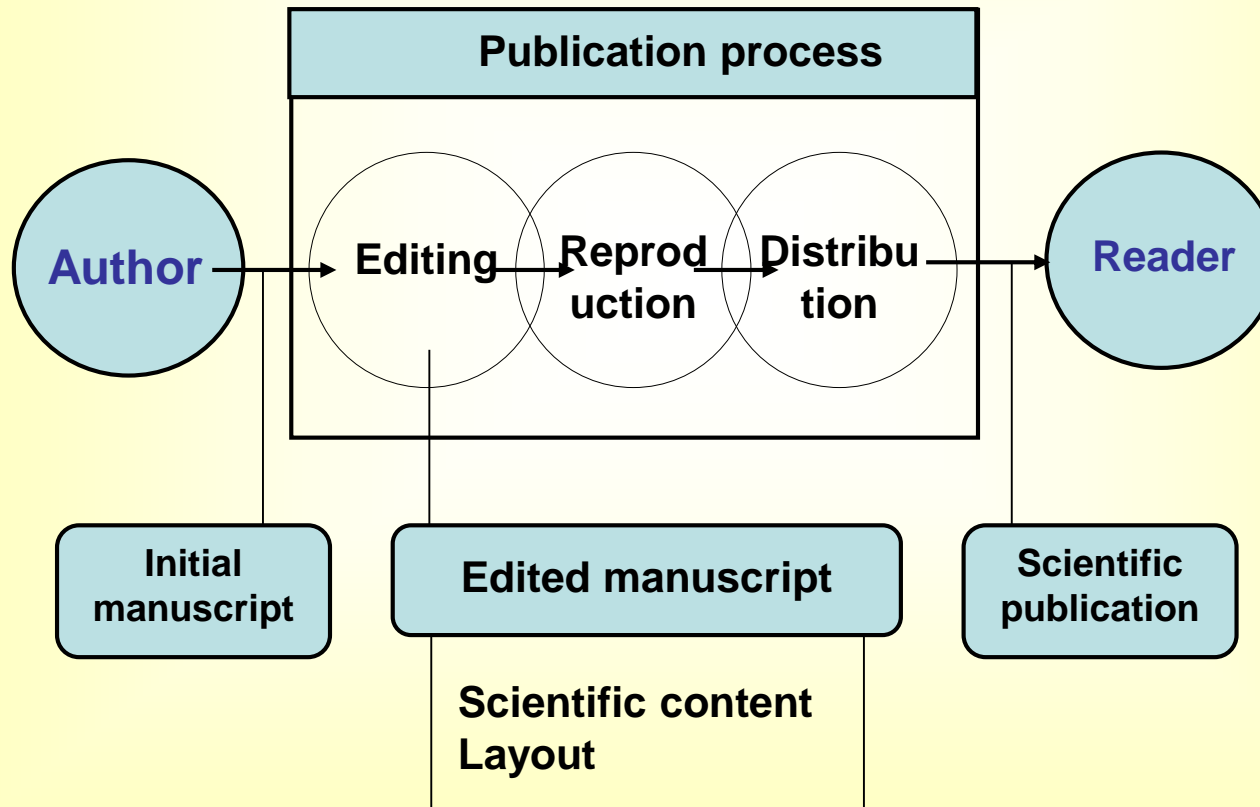 Publication process
Author
Editing
Reprod
uction
Distribu
tion
Reader
Initial
manuscript
Edited manuscript
Scientific
publication
Scientific content
Layout